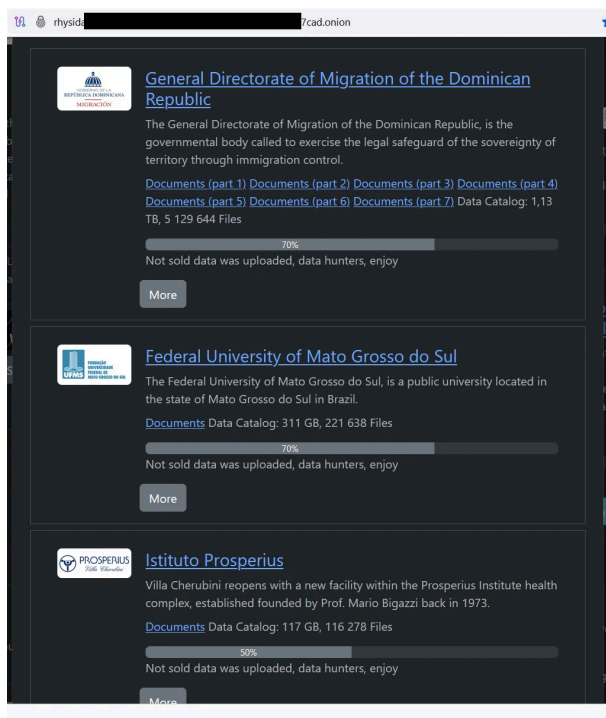 rhysida 7cad.onion
GOBIERNO DE LA
REPÚBLICA DOMINICANA
MIGRACIÓN
General Directorate of Migration of the Dominican
Republic
The General Directorate of Migration of the Dominican Republic, is the
governmental body called to exercise the legal safeguard of the sovereignty of
territory through immigration control.
Documents (part 1) Documents (part 2) Documents (part 3) Documents (part 4)
Documents (part 5) Documents (part 6) Documents (part 7) Data Catalog: 1,13
TB, 5 129 644 Files
70%
Not sold data was uploaded, data hunters, enjoy
More
UFMS
FUNDAÇÃO
UNIVERSIDADE
FEDERAL DE
MATO GROSSO DO SUL
Federal University of Mato Grosso do Sul
The Federal University of Mato Grosso do Sul, is a public university located in
the state of Mato Grosso do Sul in Brazil.
Documents Data Catalog: 311 GB, 221 638 Files
70%
Not sold data was uploaded, data hunters, enjoy
More
PROSPERIUS
Villa Cherubini
Istituto Prosperius
Villa Cherubini reopens with a new facility within the Prosperius Institute health
complex, established founded by Prof. Mario Bigazzi back in 1973.
Documents Data Catalog: 117 GB, 116 278 Files
50%
Not sold data was uploaded, data hunters, enjoy
More